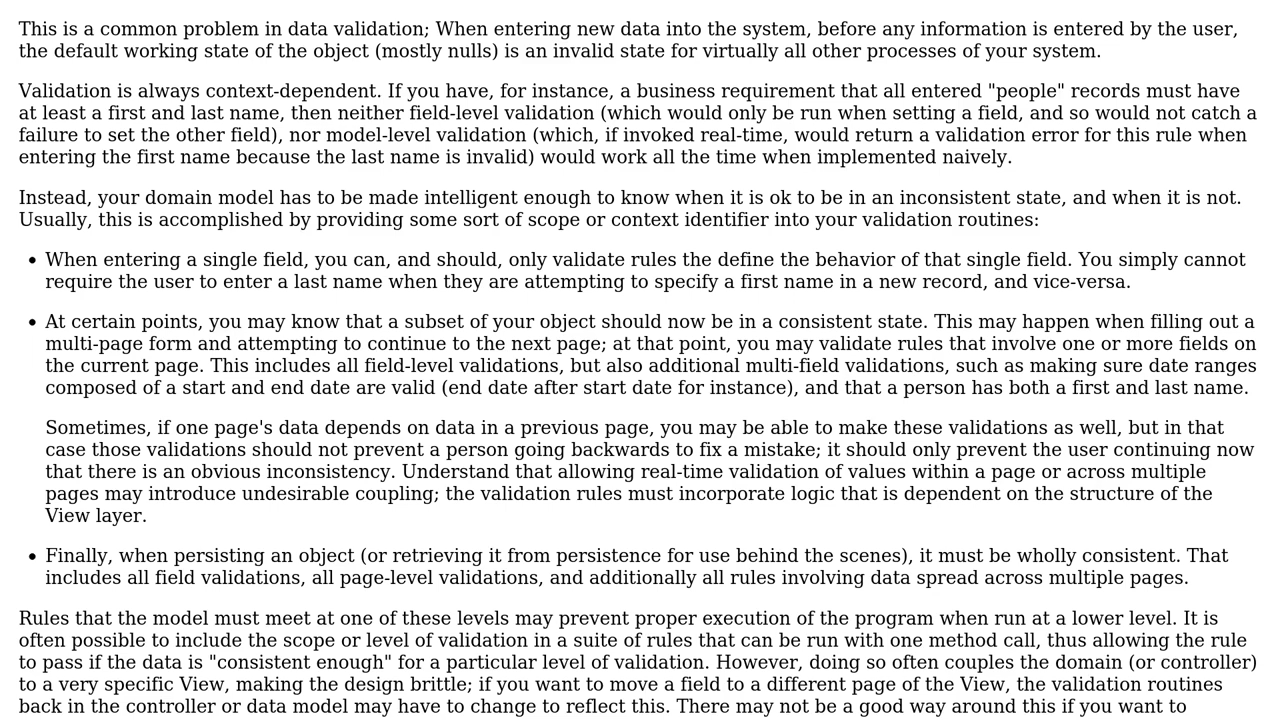 This is a common problem in data validation; When entering new data into the system, before any information is entered by the user,
the default working state of the object (mostly nulls) is an invalid state for virtually all other processes of your system.
Validation is always context-dependent. If you have, for instance, a business requirement that all entered "people" records must have
at least a first and last name, then neither field-level validation (which would only be run when setting a field, and so would not catch a
failure to set the other field), nor model-level validation (which, if invoked real-time, would return a validation error for this rule when
entering the first name because the last name is invalid) would work all the time when implemented naively.
Instead, your domain model has to be made intelligent enough to know when it is ok to be in an inconsistent state, and when it is not.
Usually, this is accomplished by providing some sort of scope or context identifier into your validation routines:
• When entering a single field, you can, and should, only validate rules the define the behavior of that single field. You simply cannot
require the user to enter a last name when they are attempting to specify a first name in a new record, and vice-versa.
• At certain points, you may know that a subset of your object should now be in a consistent state. This may happen when filling out a
multi-page form and attempting to continue to the next page; at that point, you may validate rules that involve one or more fields on
the current page. This includes all field-level validations, but also additional multi-field validations, such as making sure date ranges
composed of a start and end date are valid (end date after start date for instance), and that a person has both a first and last name.
Sometimes, if one page's data depends on data in a previous page, you may be able to make these validations as well, but in that
case those validations should not prevent a person going backwards to fix a mistake; it should only prevent the user continuing now
that there is an obvious inconsistency. Understand that allowing real-time validation of values within a page or across multiple
pages may introduce undesirable coupling; the validation rules must incorporate logic that is dependent on the structure of the
View layer.
• Finally, when persisting an object (or retrieving it from persistence for use behind the scenes), it must be wholly consistent. That
includes all field validations, all page-level validations, and additionally all rules involving data spread across multiple pages.
Rules that the model must meet at one of these levels may prevent proper execution of the program when run at a lower level. It is
often possible to include the scope or level of validation in a suite of rules that can be run with one method call, thus allowing the rule
to pass if the data is "consistent enough" for a particular level of validation. However, doing so often couples the domain (or controller)
to a very specific View, making the design brittle; if you want to move a field to a different page of the View, the validation routines
back in the controller or data model may have to change to reflect this. There may not be a good way around this if you want to